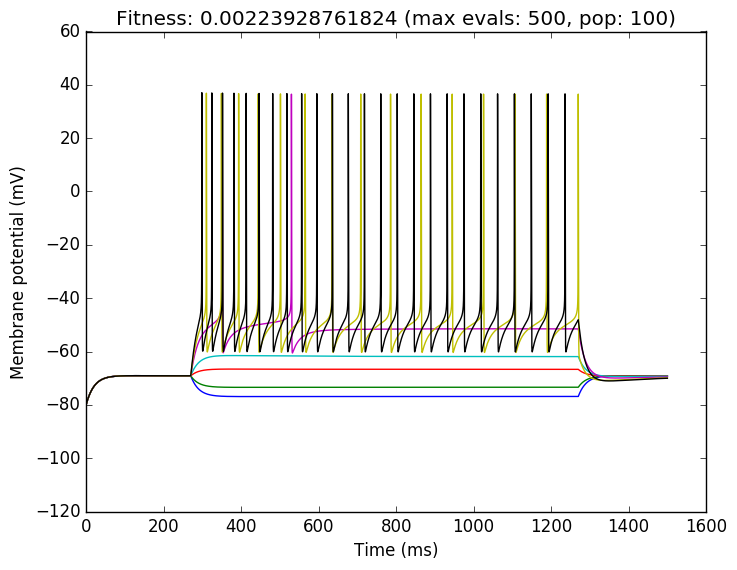 Fitness: 0.00223928761824 (max evals: 500, pop: 100)
60
40
20
0
−20
−40
−60
−80
−100
−120
Membrane potential (mV)
0 200 400 600 800 1000 1200 1400 1600
Time (ms)